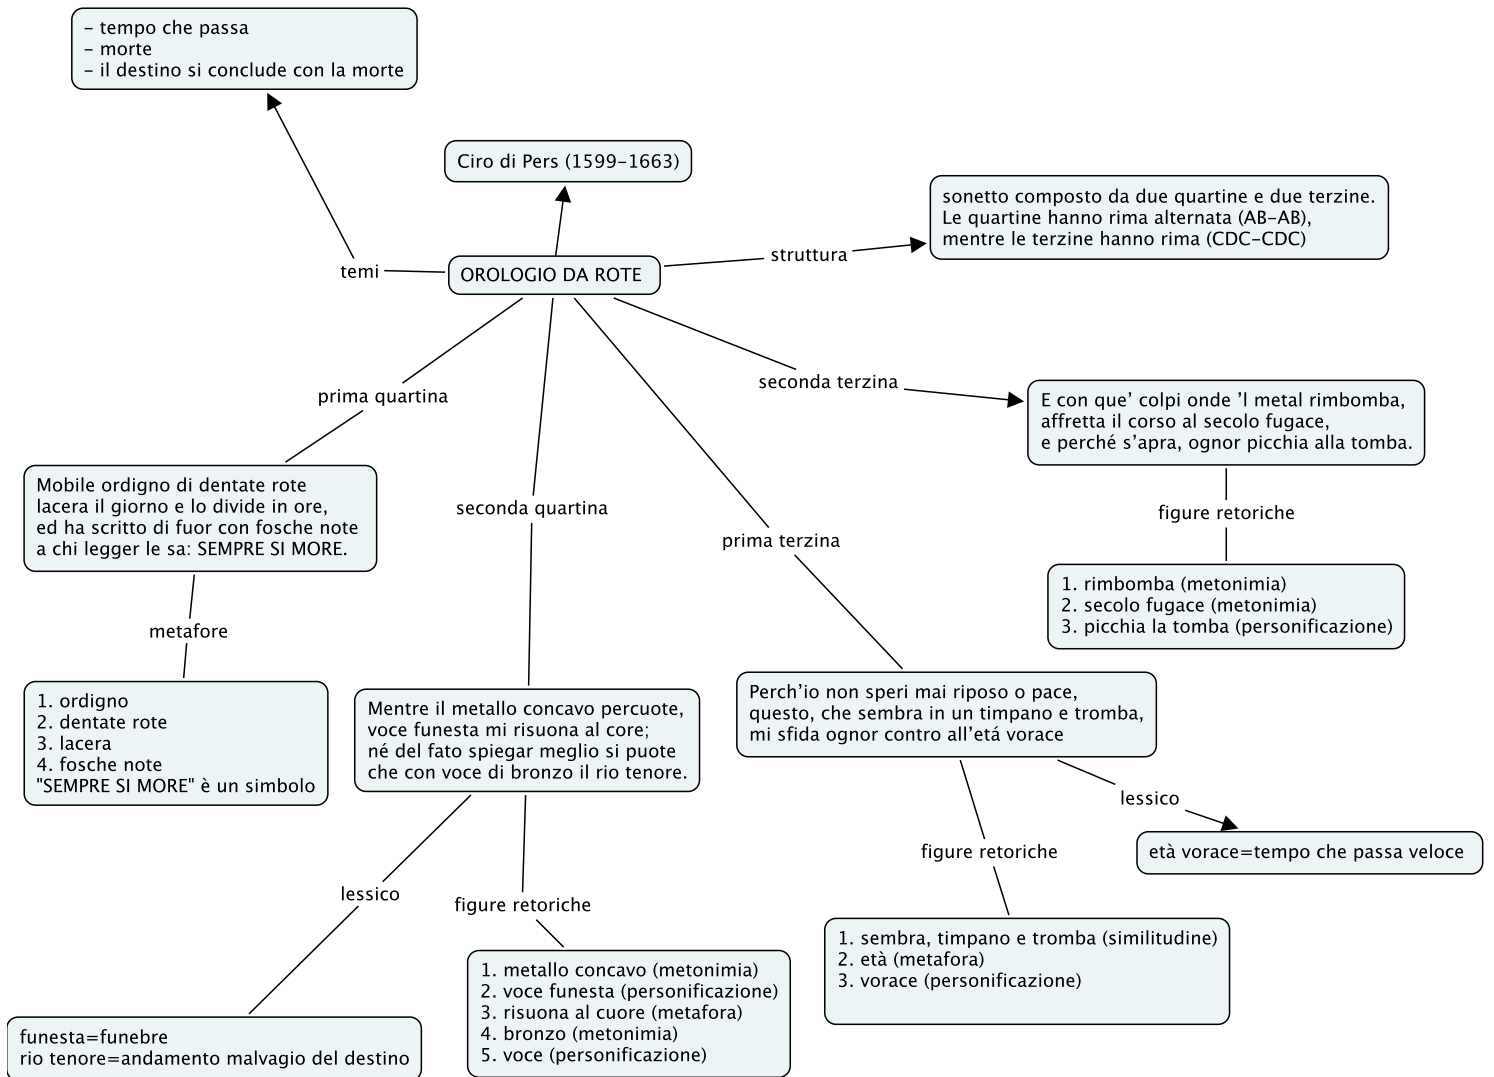 – tempo che passa
– morte
– il destino si conclude con la morte
Ciro di Pers (1599–1663)
sonetto composto da due quartine e due terzine.
Le quartine hanno rima alternata (AB–AB),
mentre le terzine hanno rima (CDC–CDC)
struttura
temi
OROLOGIO DA ROTE
prima quartina
seconda terzina
E con que’ colpi onde ’l metal rimbomba,
affretta il corso al secolo fugace,
e perché s’apra, ognor picchia alla tomba.
figure retoriche
1. rimbomba (metonimia)
2. secolo fugace (metonimia)
3. picchia la tomba (personificazione)
Mobile ordigno di dentate rote
lacera il giorno e lo divide in ore,
ed ha scritto di fuor con fosche note
a chi legger le sa: SEMPRE SI MORE.
metafore
1. ordigno
2. dentate rote
3. lacera
4. fosche note
"SEMPRE SI MORE" è un simbolo
seconda quartina
Mentre il metallo concavo percuote,
voce funesta mi risuona al core;
né del fato spiegar meglio si puote
che con voce di bronzo il rio tenore.
lessico
funesta=funebre
rio tenore=andamento malvagio del destino
figure retoriche
1. metallo concavo (metonimia)
2. voce funesta (personificazione)
3. risuona al cuore (metafora)
4. bronzo (metonimia)
5. voce (personificazione)
prima terzina
Perch’io non speri mai riposo o pace,
questo, che sembra in un timpano e tromba,
mi sfida ognor contro all’etá vorace
lessico
età vorace=tempo che passa veloce
figure retoriche
1. sembra, timpano e tromba (similitudine)
2. età (metafora)
3. vorace (personificazione)